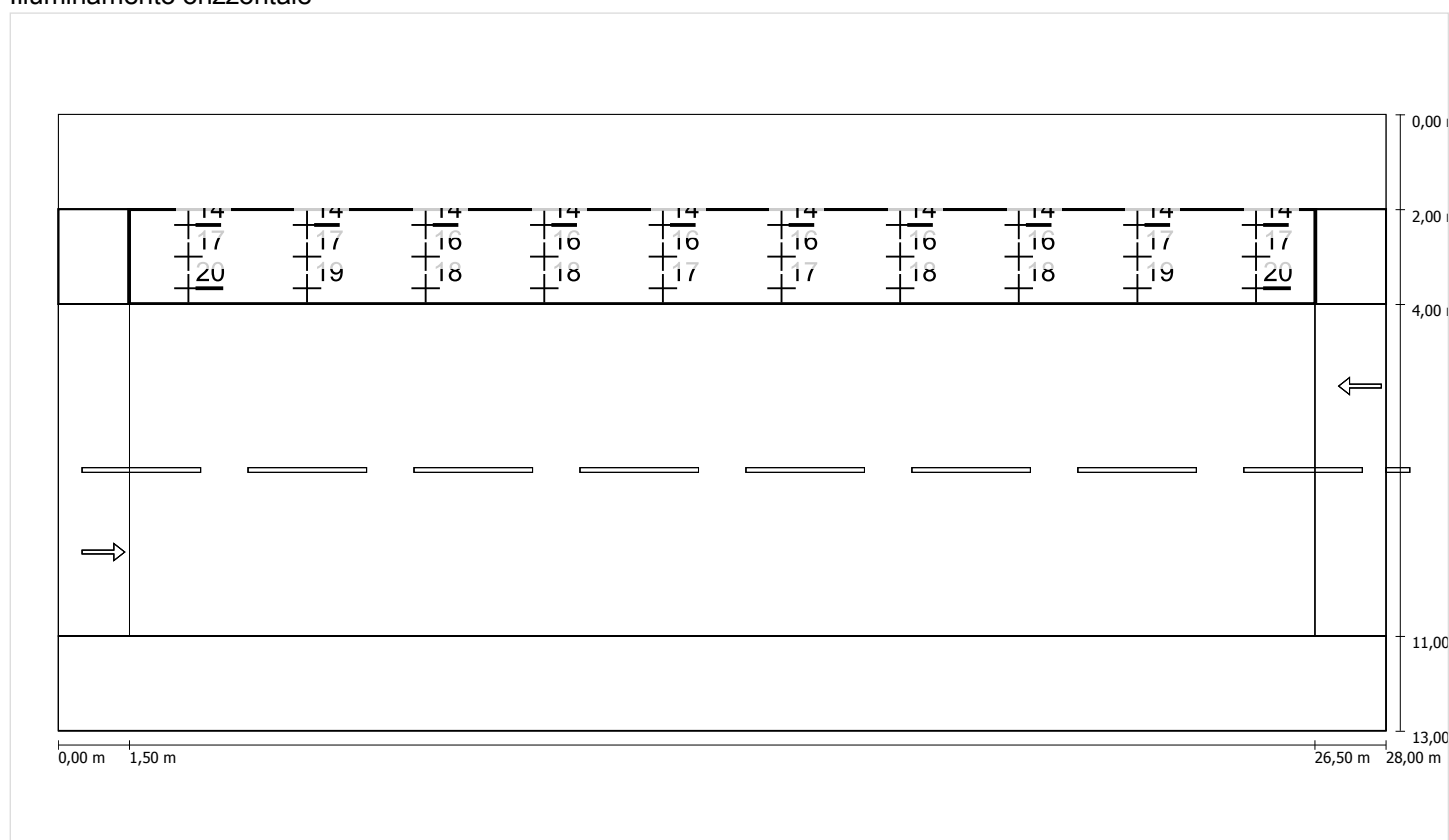 Illuminamento orizzontale
0,00 m
14 14 14 14 14 14 14 14 14 14
2,00 m
17 17 16 16 16 16 16 16 17 17
20 19 18 18 17 17 18 18 19 20
4,00 m
11,00
13,00
0,00 m 1,50 m 26,50 m 28,00 m